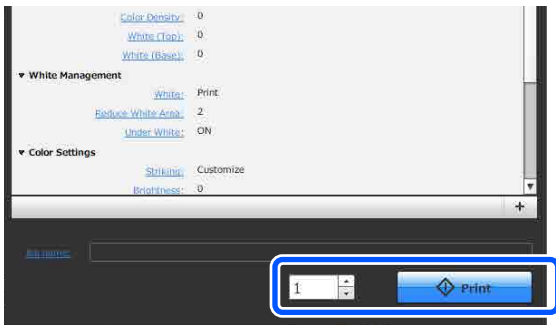 Color Density: 0
White (Top): 0
White (Base): 0
▼ White Management
White: Print
Reduce White Area: 2
Under White: ON
▼ Color Settings
Striking: Customize
Brightness: 0
+
Job name:
1 Print